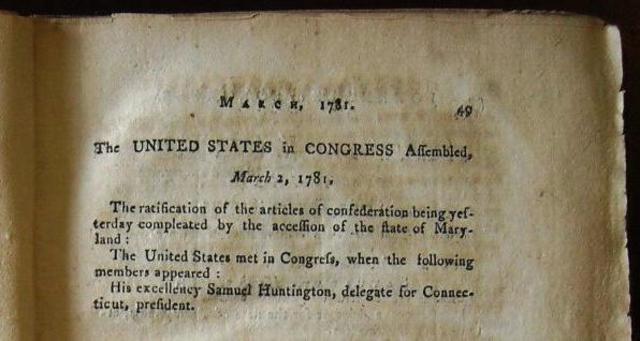 MARCH, 1781.
49
The UNITED STATES in CONGRESS Aſſembled,
March 2, 1781,
The ratification of the articles of confederation being yeſ-
terday compleated by the acceſſion of the ſtate of Mary-
land :
The United States met in Congreſs, when the following
members appeared :
His excellency Samuel Huntington, delegate for Connec-
ticut, preſident.